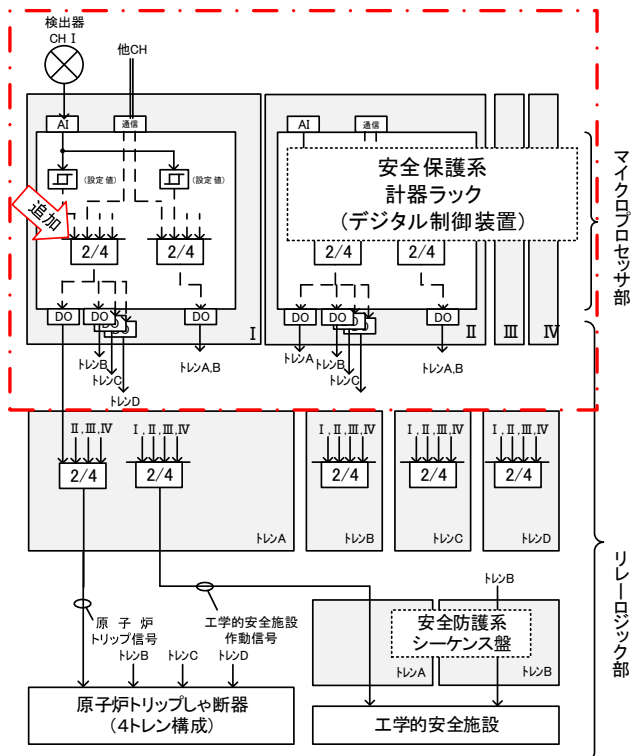 検出器
CH I
他CH
AI
通信
(設定値)
(設定値)
追加
2/4
2/4
DO
DO
DO
トレンB
トレンC
トレンD
トレンA,B
I
AI
通信
安全保護系
計器ラック
(デジタル制御装置)
2/4
2/4
DO
DO
DO
トレンA
トレンB
トレンC
トレンA,B
II
III
IV
マイクロプロセッサ部
II,III,IV
2/4
I,II,III,IV
2/4
トレンA
I,II,III,IV
2/4
トレンB
I,II,III,IV
2/4
トレンC
I,II,III,IV
2/4
トレンD
リレーロジック部
原子炉
トリップ信号
工学的安全施設
作動信号
トレンB
トレンC
トレンD
トレンB
安全防護系
シーケンス盤
トレンA
トレンB
原子炉トリップしゃ断器
(4トレン構成)
工学的安全施設